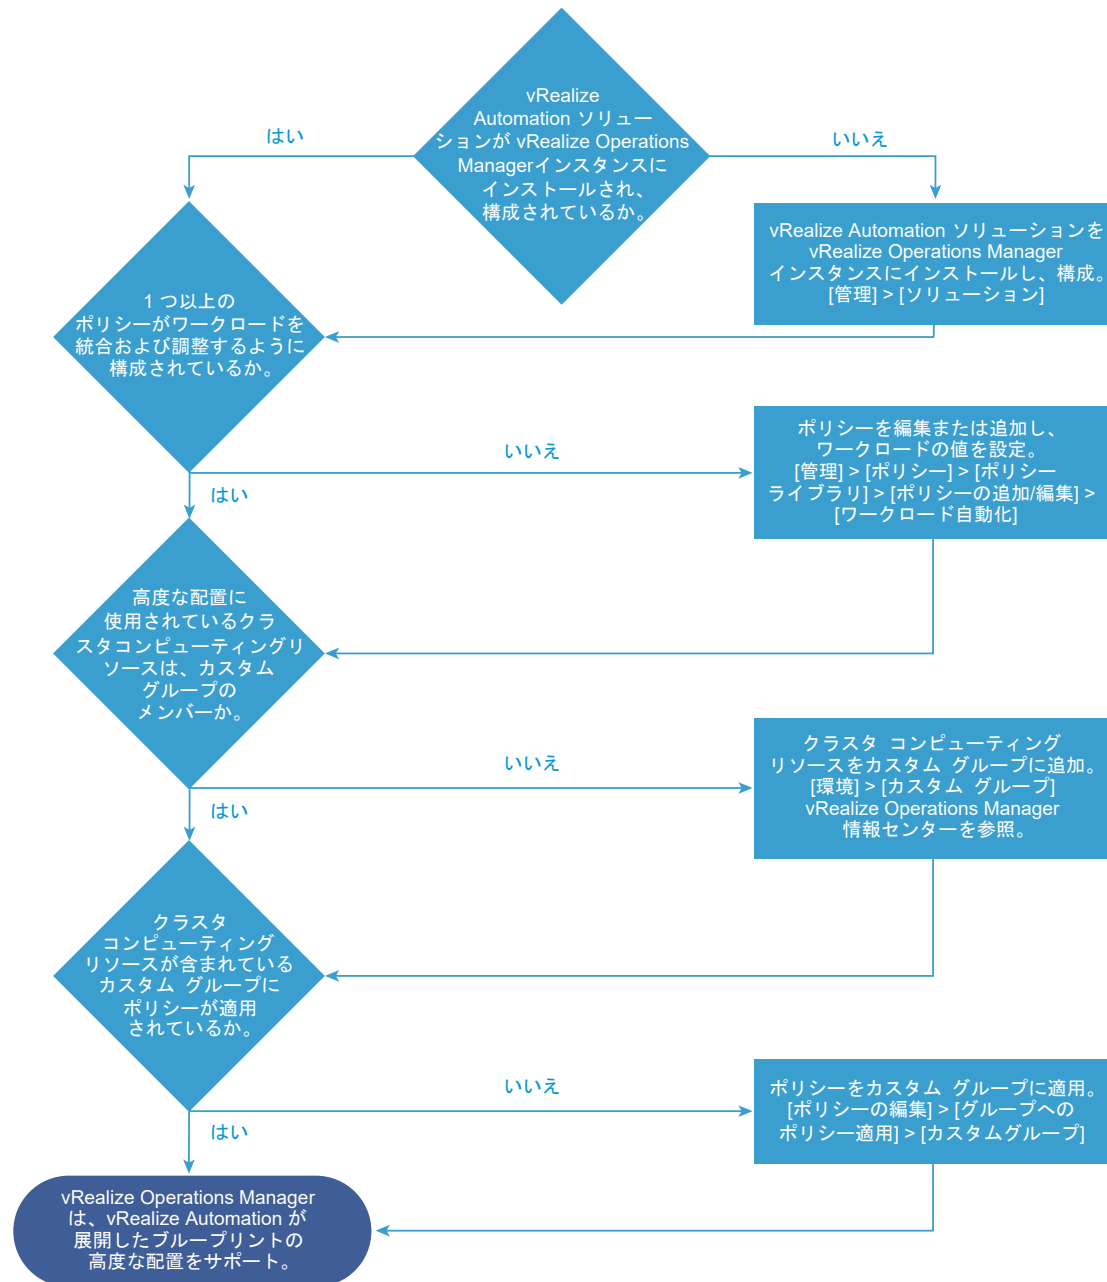 vRealize
Automation ソリュー
ションが vRealize Operations
Managerインスタンスに
インストールされ、
構成されているか。
はい
いいえ
vRealize Automation ソリューションを
vRealize Operations Manager
インスタンスにインストールし、構成。
[管理] > [ソリューション]
1 つ以上の
ポリシーがワークロードを
統合および調整するように
構成されているか。
いいえ
はい
ポリシーを編集または追加し、
ワークロードの値を設定。
[管理] > [ポリシー] > [ポリシー
ライブラリ] > [ポリシーの追加/編集] >
[ワークロード自動化]
高度な配置に
使用されているクラ
スタコンピューティングリ
ソースは、カスタム
グループの
メンバーか。
いいえ
はい
クラスタ コンピューティング
リソースをカスタム グループに追加。
[環境] > [カスタム グループ]
vRealize Operations Manager
情報センターを参照。
クラスタ
コンピューティング
リソースが含まれている
カスタム グループに
ポリシーが適用
されているか。
いいえ
はい
ポリシーをカスタム グループに適用。
[ポリシーの編集] > [グループへの
ポリシー適用] > [カスタムグループ]
vRealize Operations Manager
は、vRealize Automation が
展開したブループリントの
高度な配置をサポート。